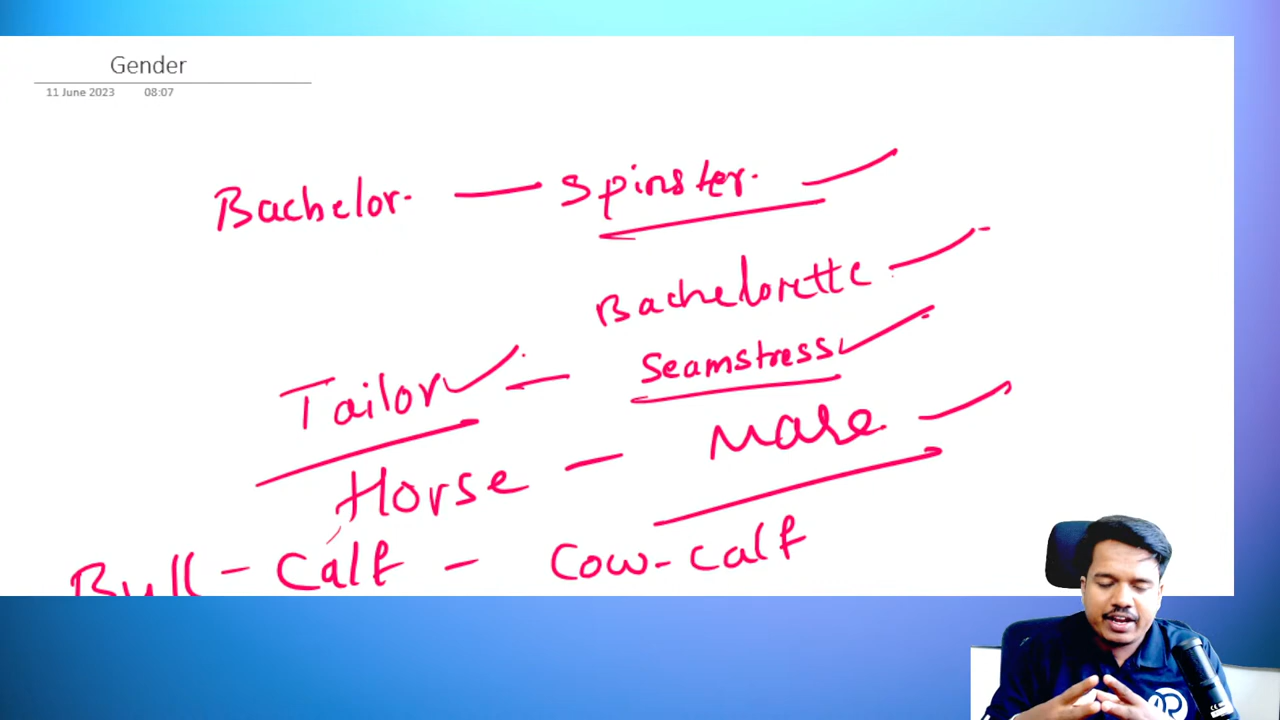 Gender
11 June 2023 08:07
Bachelor. — Spinster.
Bachelorette
Tailor — Seamstress
Horse — Mare
Bull - Calf — Cow-calf